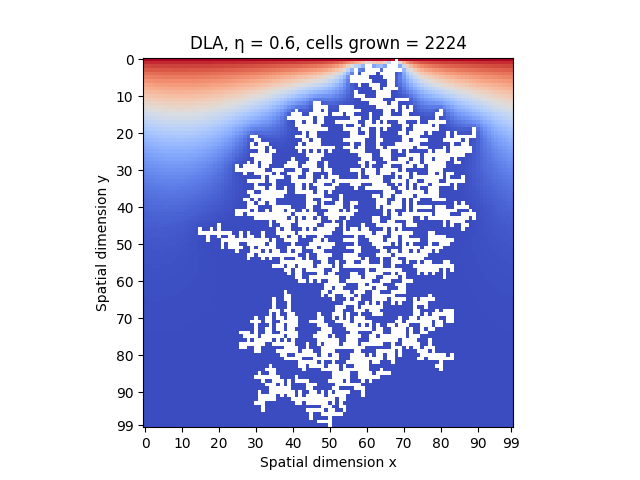 DLA, η = 0.6, cells grown = 2224
0
10
20
30
40
50
60
70
80
90
99
Spatial dimension y
0 10 20 30 40 50 60 70 80 90 99
Spatial dimension x